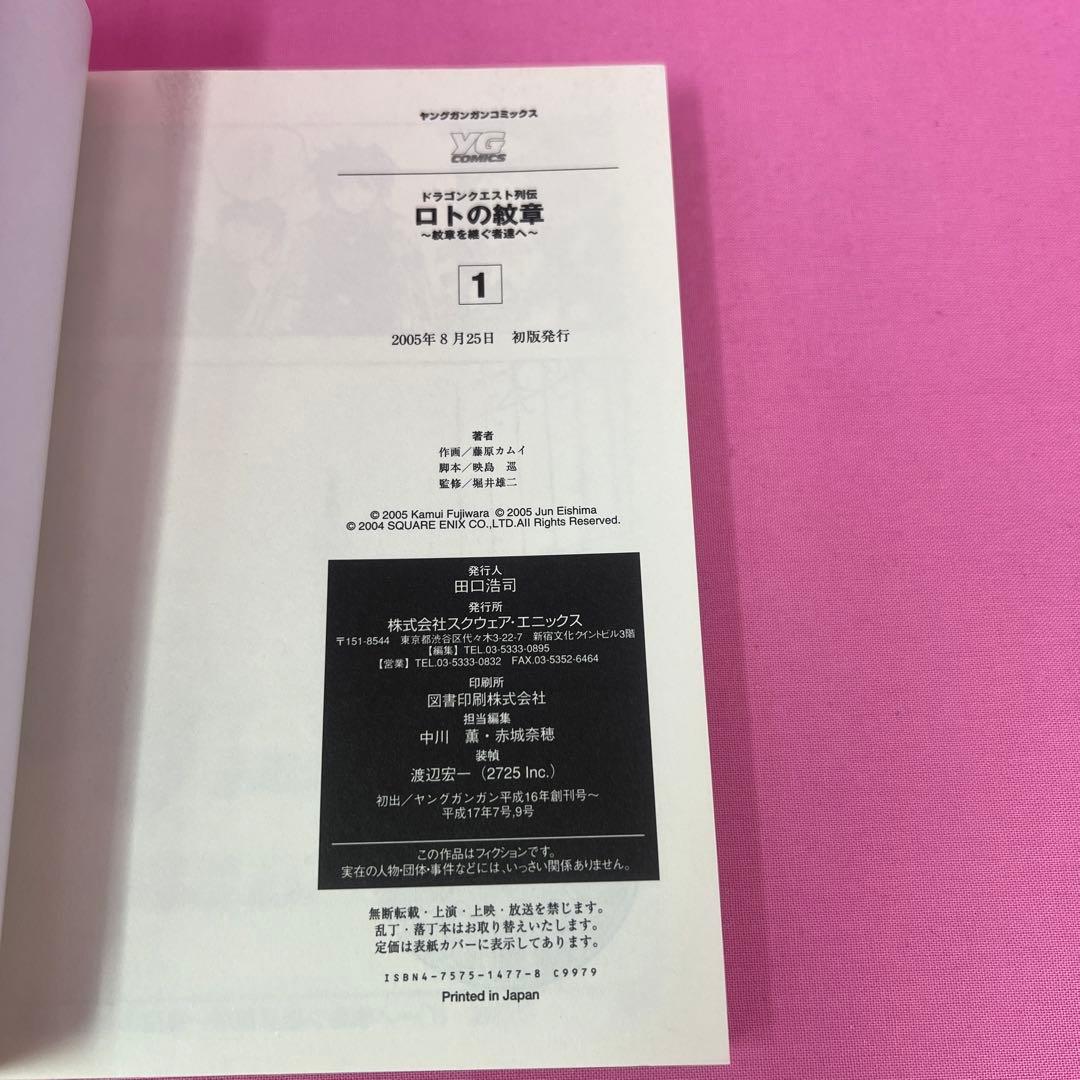 ヤングガンガンコミックス
YG
COMICS
ドラゴンクエスト列伝
ロトの紋章
〜紋章を継ぐ者達へ〜
1
2005年8月25日 初版発行
著者
作画／藤原カムイ
脚本／映島 巡
監修／堀井雄二
© 2005 Kamui Fujiwara © 2005 Jun Eishima
© 2004 SQUARE ENIX CO.,LTD.All Rights Reserved.
発行人
田口浩司
発行所
株式会社スクウェア・エニックス
〒151-8544 東京都渋谷区代々木3-22-7 新宿文化クイントビル3階
【編集】TEL.03-5333-0895
【営業】TEL.03-5333-0832 FAX.03-5352-6464
印刷所
図書印刷株式会社
担当編集
中川 薫・赤城奈穂
装幀
渡辺宏一（2725 Inc.）
初出／ヤングガンガン平成16年創刊号〜
平成17年7号,9号
この作品はフィクションです。
実在の人物・団体・事件などには、いっさい関係ありません。
無断転載・上演・上映・放送を禁じます。
乱丁・落丁本はお取り替えいたします。
定価は表紙カバーに表示してあります。
ISBN4-7575-1477-8 C9979
Printed in Japan